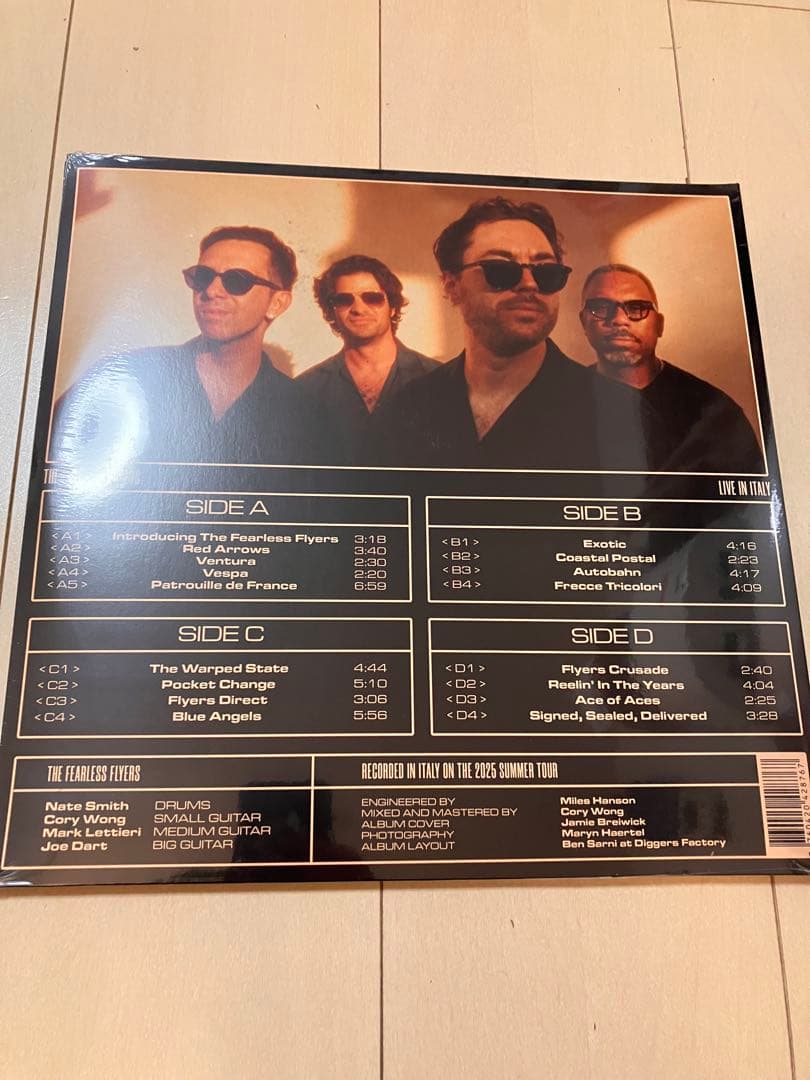 LIVE IN ITALY
SIDE A
<A1> Introducing The Fearless Flyers 3:18
<A2> Red Arrows 3:40
<A3> Ventura 2:30
<A4> Vespa 2:20
<A5> Patrouille de France 6:59
SIDE B
<B1> Exotic 4:16
<B2> Coastal Postal 2:23
<B3> Autobahn 4:17
<B4> Frecce Tricolori 4:09
SIDE C
<C1> The Warped State 4:44
<C2> Pocket Change 5:10
<C3> Flyers Direct 3:06
<C4> Blue Angels 5:56
SIDE D
<D1> Flyers Crusade 2:40
<D2> Reelin' In The Years 4:04
<D3> Ace of Aces 2:25
<D4> Signed, Sealed, Delivered 3:28
THE FEARLESS FLYERS
Nate Smith DRUMS
Cory Wong SMALL GUITAR
Mark Lettieri MEDIUM GUITAR
Joe Dart BIG GUITAR
RECORDED IN ITALY ON THE 2025 SUMMER TOUR
ENGINEERED BY Miles Hanson
MIXED AND MASTERED BY Cory Wong
ALBUM COVER Jamie Breiwick
PHOTOGRAPHY Maryn Haertel
ALBUM LAYOUT Ben Sarni at Diggers Factory